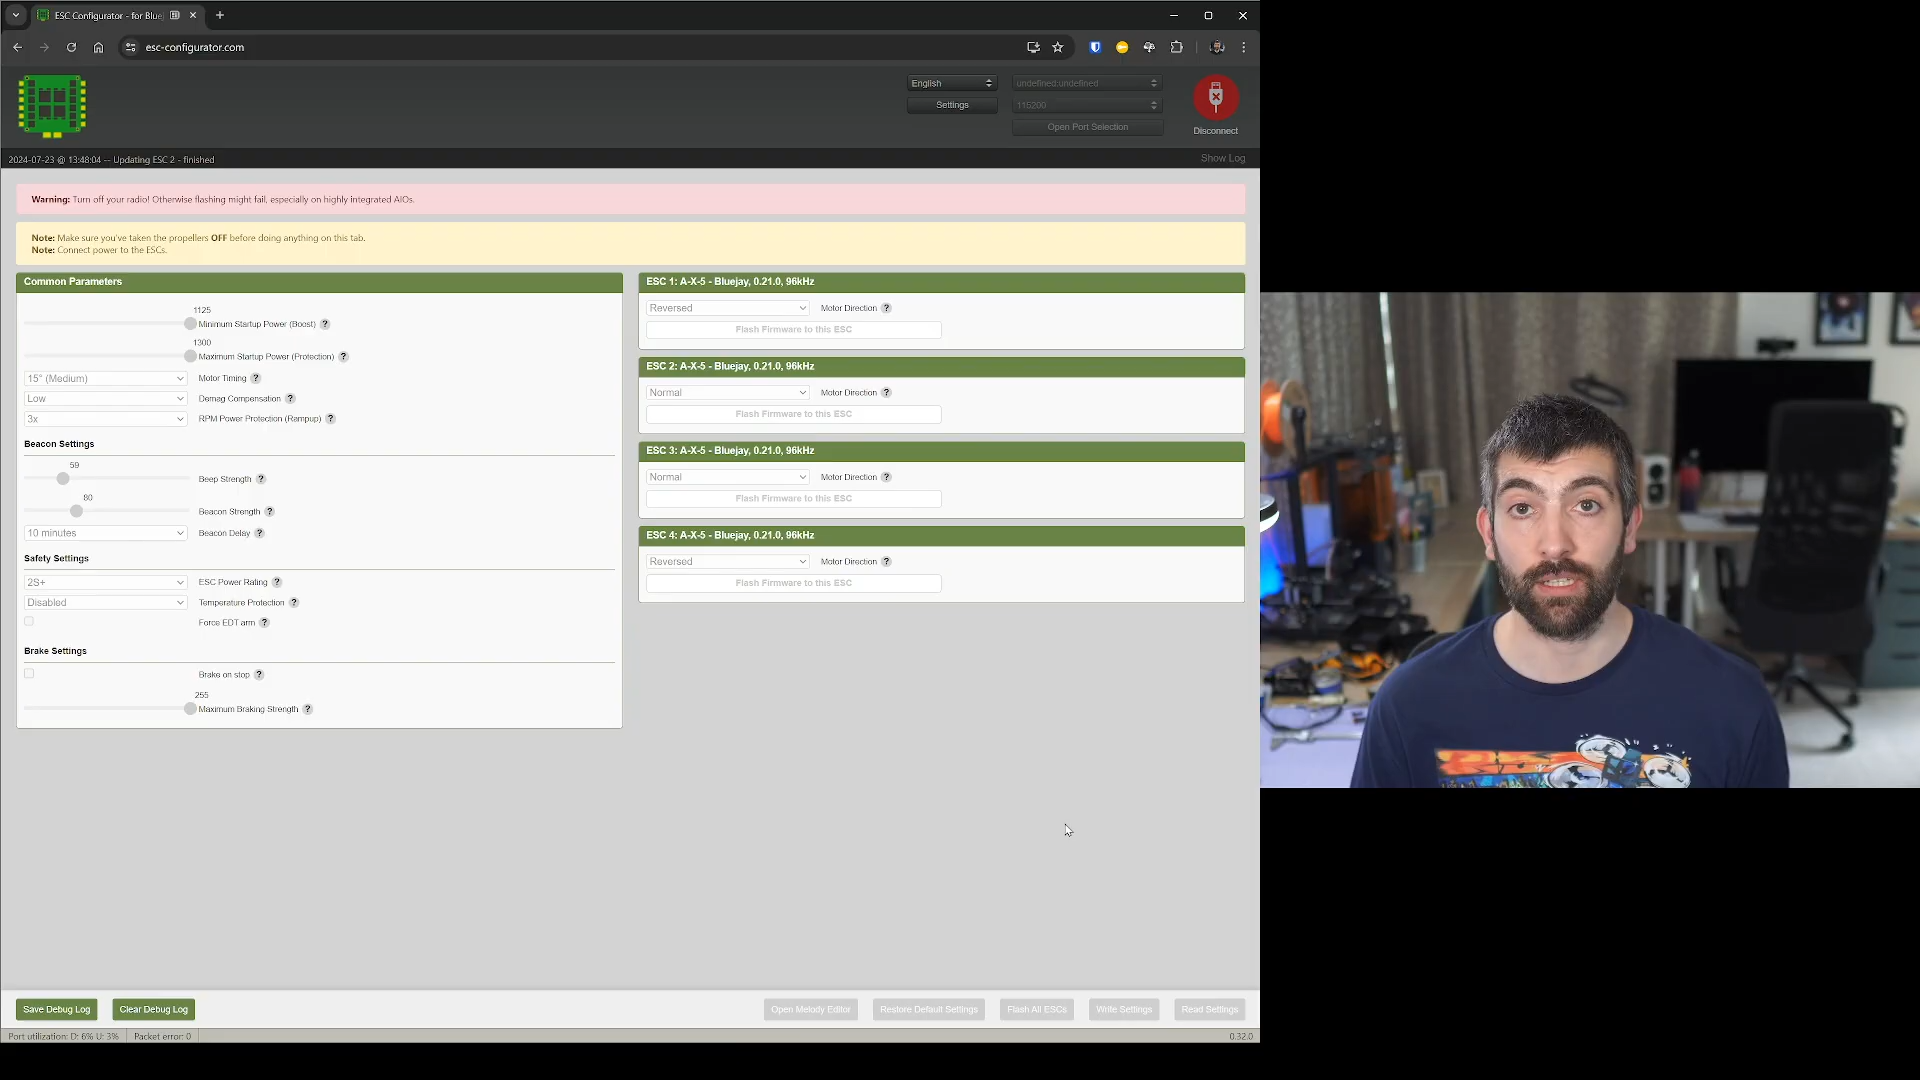 ESC Configurator - for Blue
esc-configurator.com
English
undefined:undefined
Settings
115200
Open Port Selection
Disconnect
2024-07-23 @ 13:48:04 -- Updating ESC 2 - finished
Show Log
Warning: Turn off your radio! Otherwise flashing might fail, especially on highly integrated AIOs.
Note: Make sure you've taken the propellers OFF before doing anything on this tab.
Note: Connect power to the ESCs.
Common Parameters
1125
Minimum Startup Power (Boost) ?
1300
Maximum Startup Power (Protection) ?
15° (Medium) Motor Timing ?
Low Demag Compensation ?
3x RPM Power Protection (Rampup) ?
Beacon Settings
59
Beep Strength ?
80
Beacon Strength ?
10 minutes Beacon Delay ?
Safety Settings
2S+ ESC Power Rating ?
Disabled Temperature Protection ?
Force EDT arm ?
Brake Settings
Brake on stop ?
255
Maximum Braking Strength ?
ESC 1: A-X-5 - Bluejay, 0.21.0, 96kHz
Reversed Motor Direction ?
Flash Firmware to this ESC
ESC 2: A-X-5 - Bluejay, 0.21.0, 96kHz
Normal Motor Direction ?
Flash Firmware to this ESC
ESC 3: A-X-5 - Bluejay, 0.21.0, 96kHz
Normal Motor Direction ?
Flash Firmware to this ESC
ESC 4: A-X-5 - Bluejay, 0.21.0, 96kHz
Reversed Motor Direction ?
Flash Firmware to this ESC
Save Debug Log Clear Debug Log Open Melody Editor Restore Default Settings Flash All ESCs Write Settings Read Settings
Port utilization: D: 6% U: 3% Packet error: 0 0.32.0